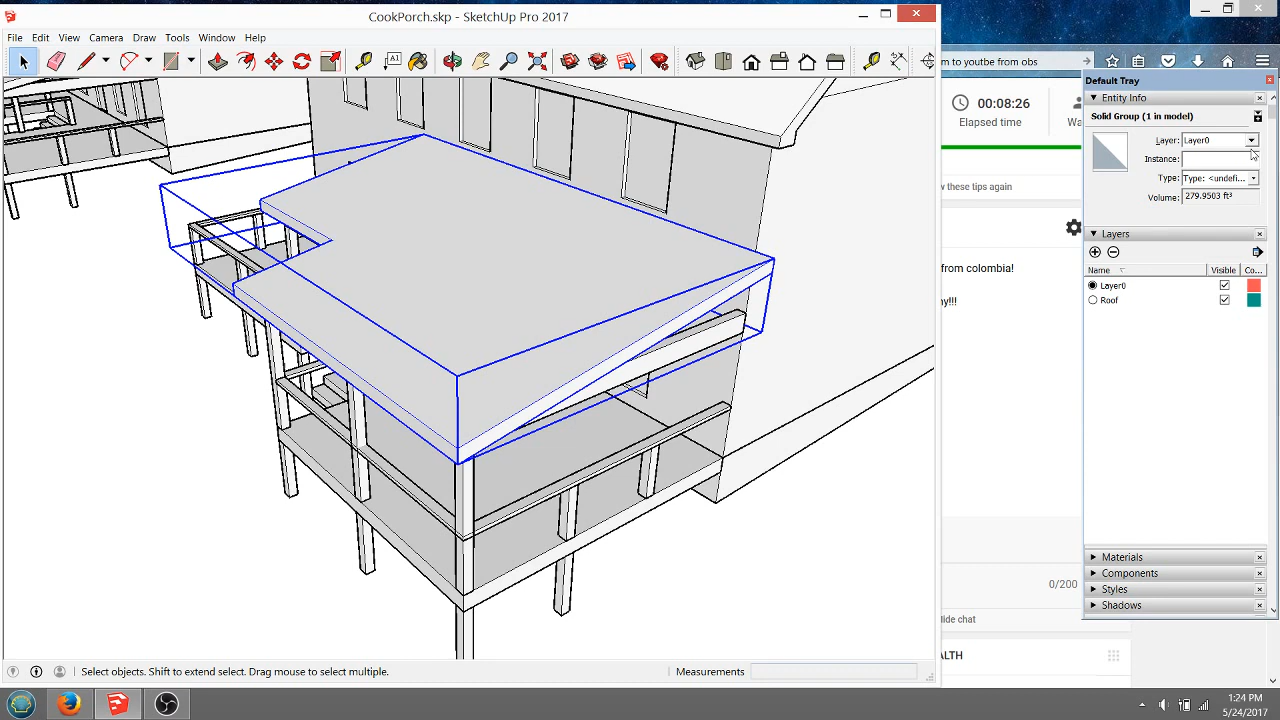 CookPorch.skp - SketchUp Pro 2017
File Edit View Camera Draw Tools Window Help
A1
m to youtbe from obs
00:08:26
Elapsed time
Wa
w these tips again
from colombia!
ny!!!
0/200
lide chat
LTH
Default Tray
Entity Info
Solid Group (1 in model)
Layer: Layer0
Instance:
Type: Type: <undefi...
Volume: 279.9503 ft³
Layers
Name Visible Co...
Layer0
Roof
Materials
Components
Styles
Shadows
Select objects. Shift to extend select. Drag mouse to select multiple.
Measurements
1:24 PM
5/24/2017